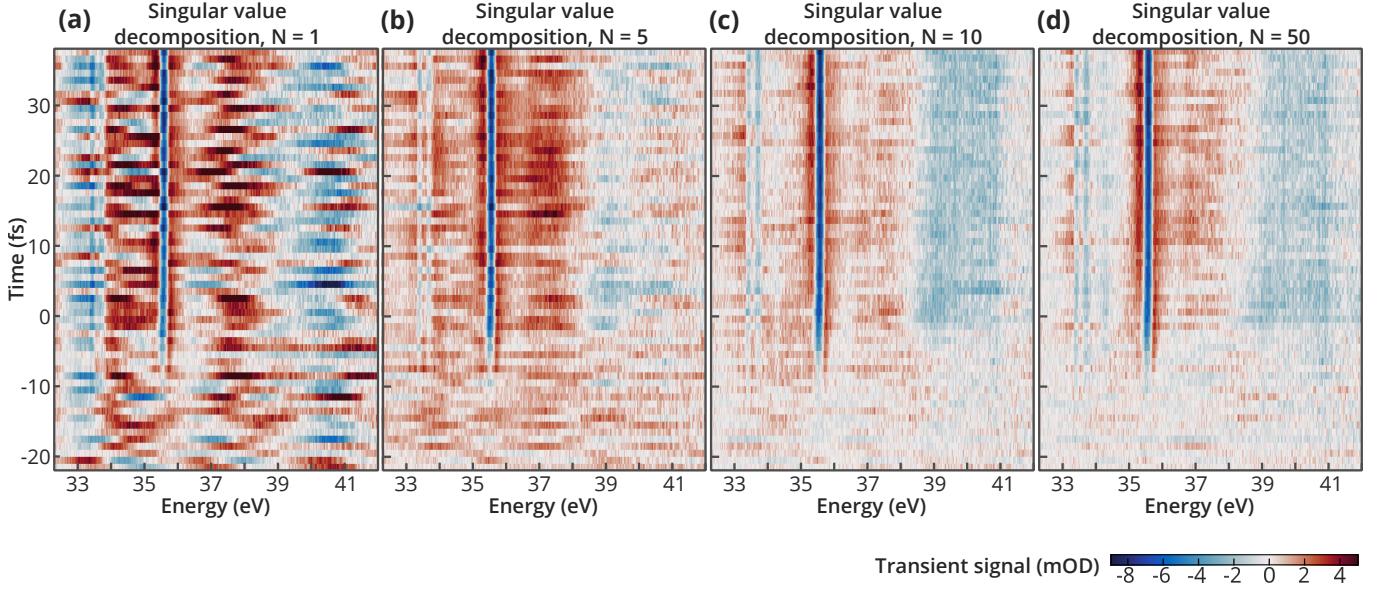 (a) Singular value
decomposition, N = 1
(b) Singular value
decomposition, N = 5
(c) Singular value
decomposition, N = 10
(d) Singular value
decomposition, N = 50
Time (fs)
30
20
10
0
-10
-20
33 35 37 39 41
33 35 37 39 41
33 35 37 39 41
33 35 37 39 41
Energy (eV)
Energy (eV)
Energy (eV)
Energy (eV)
Transient signal (mOD)
-8 -6 -4 -2 0 2 4